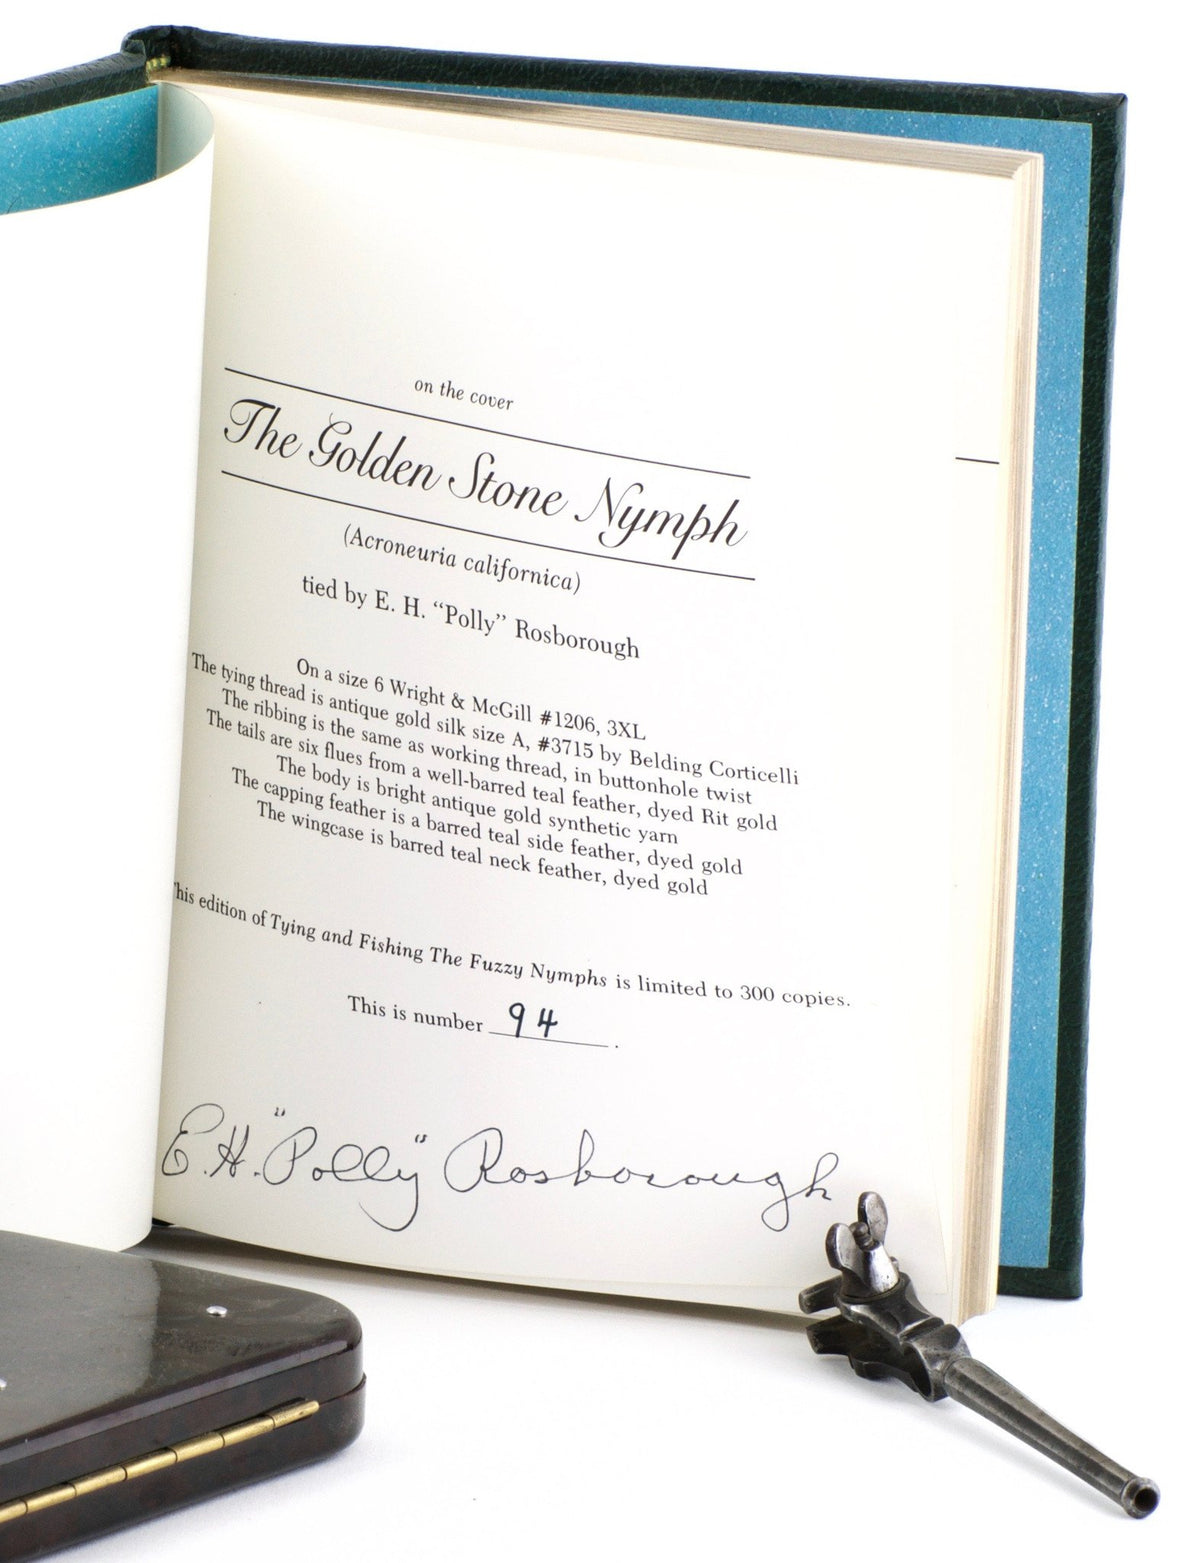 on the cover
The Golden Stone Nymph
(Acroneuria californica)
tied by E. H. “Polly” Rosborough
On a size 6 Wright & McGill #1206, 3XL
The tying thread is antique gold silk size A, #3715 by Belding Corticelli
The ribbing is the same as working thread, in buttonhole twist
The tails are six flues from a well-barred teal feather, dyed Rit gold
The body is bright antique gold synthetic yarn
The capping feather is a barred teal side feather, dyed gold
The wingcase is barred teal neck feather, dyed gold
This edition of Tying and Fishing The Fuzzy Nymphs is limited to 300 copies.
This is number 94.
E.H. "Polly" Rosborough